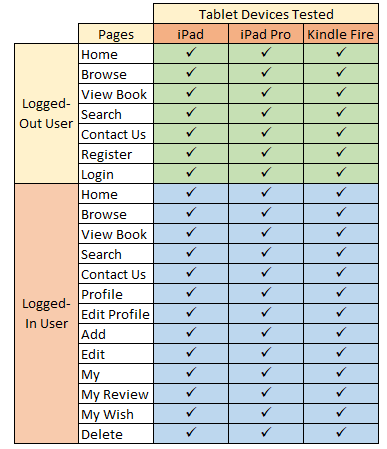 Tablet Devices Tested
Pages iPad iPad Pro Kindle Fire
Logged-
Out User
Home ✓ ✓ ✓
Browse ✓ ✓ ✓
View Book ✓ ✓ ✓
Search ✓ ✓ ✓
Contact Us ✓ ✓ ✓
Register ✓ ✓ ✓
Login ✓ ✓ ✓
Logged-
In User
Home ✓ ✓ ✓
Browse ✓ ✓ ✓
View Book ✓ ✓ ✓
Search ✓ ✓ ✓
Contact Us ✓ ✓ ✓
Profile ✓ ✓ ✓
Edit Profile ✓ ✓ ✓
Add ✓ ✓ ✓
Edit ✓ ✓ ✓
My ✓ ✓ ✓
My Review ✓ ✓ ✓
My Wish ✓ ✓ ✓
Delete ✓ ✓ ✓